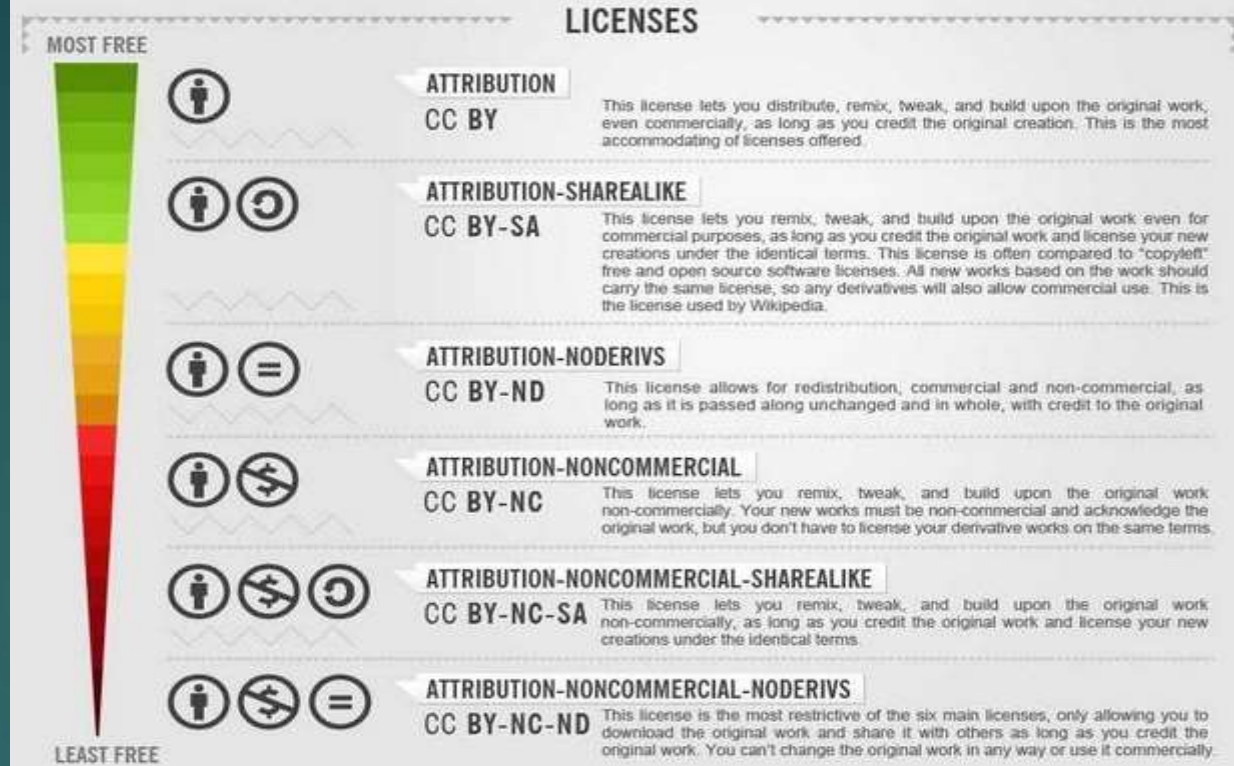 LICENSES
MOST FREE
ATTRIBUTION
CC BY
This license lets you distribute, remix, tweak, and build upon the original work,
even commercially, as long as you credit the original creation. This is the most
accommodating of licenses offered.
ATTRIBUTION-SHAREALIKE
CC BY-SA
This license lets you remix, tweak, and build upon the original work even for
commercial purposes, as long as you credit the original work and license your new
creations under the identical terms. This license is often compared to "copyleft"
free and open source software licenses. All new works based on the work should
carry the same license, so any derivatives will also allow commercial use. This is
the license used by Wikipedia.
ATTRIBUTION-NODERIVS
CC BY-ND
This license allows for redistribution, commercial and non-commercial, as
long as it is passed along unchanged and in whole, with credit to the original
work.
ATTRIBUTION-NONCOMMERCIAL
CC BY-NC
This license lets you remix, tweak, and build upon the original work
non-commercially. Your new works must be non-commercial and acknowledge the
original work, but you don't have to license your derivative works on the same terms.
ATTRIBUTION-NONCOMMERCIAL-SHAREALIKE
CC BY-NC-SA
This license lets you remix, tweak, and build upon the original work
non-commercially, as long as you credit the original work and license your new
creations under the identical terms.
ATTRIBUTION-NONCOMMERCIAL-NODERIVS
CC BY-NC-ND
This license is the most restrictive of the six main licenses, only allowing you to
download the original work and share it with others as long as you credit the
original work. You can't change the original work in any way or use it commercially.
LEAST FREE